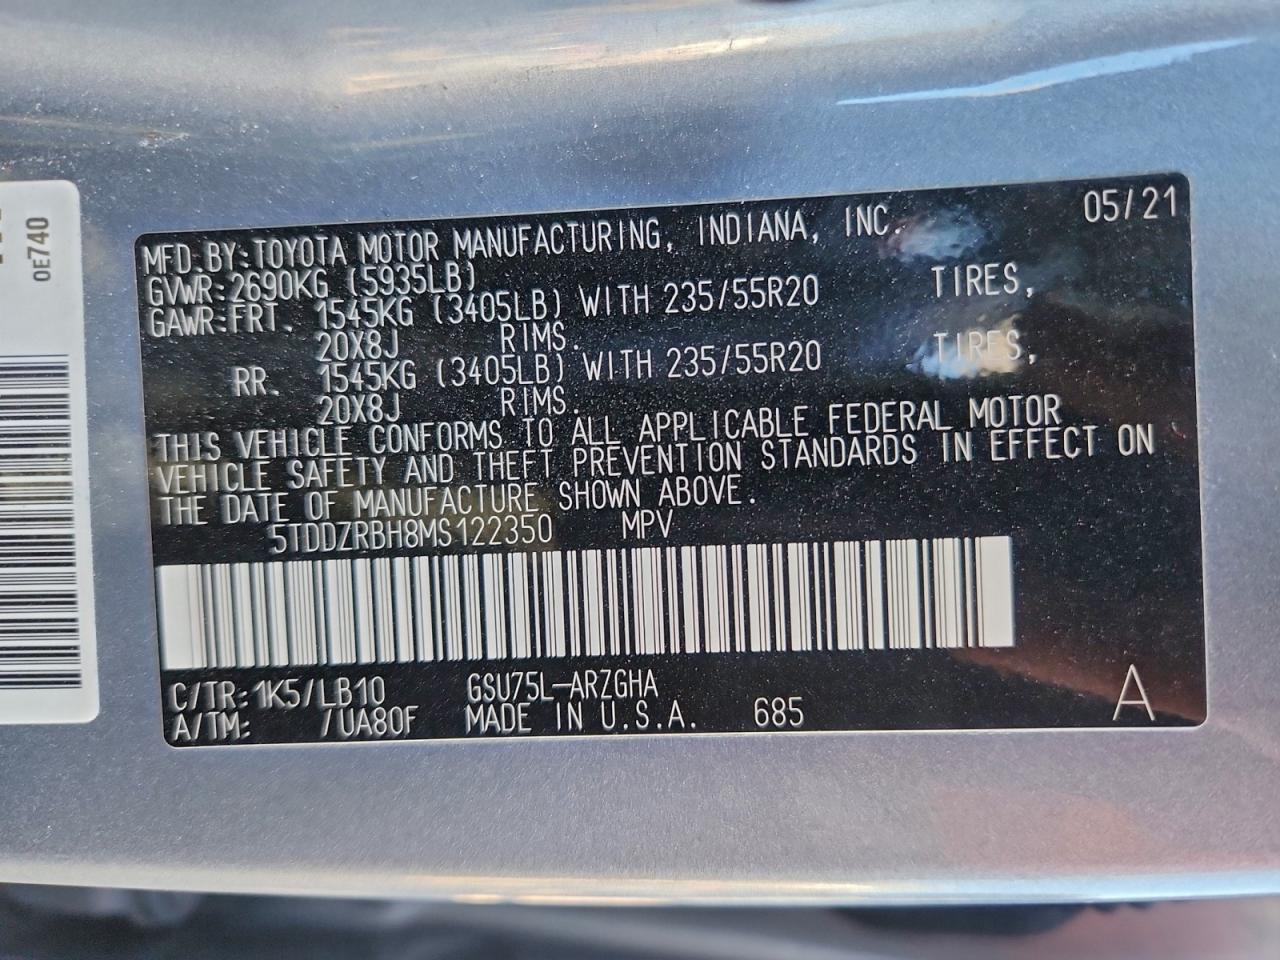 05/21
MFD.BY:TOYOTA MOTOR MANUFACTURING, INDIANA, INC.
GVWR:2690KG (5935LB)
GAWR:FRT. 1545KG (3405LB) WITH 235/55R20 TIRES,
20X8J RIMS.
RR. 1545KG (3405LB) WITH 235/55R20 TIRES,
20X8J RIMS.
THIS VEHICLE CONFORMS TO ALL APPLICABLE FEDERAL MOTOR
VEHICLE SAFETY AND THEFT PREVENTION STANDARDS IN EFFECT ON
THE DATE OF MANUFACTURE SHOWN ABOVE.
5TDDZRBH8MS122350 MPV
C/TR:1K5/LB10 GSU75L-ARZGHA
A/TM: /UA80F MADE IN U.S.A. 685
A
0E740